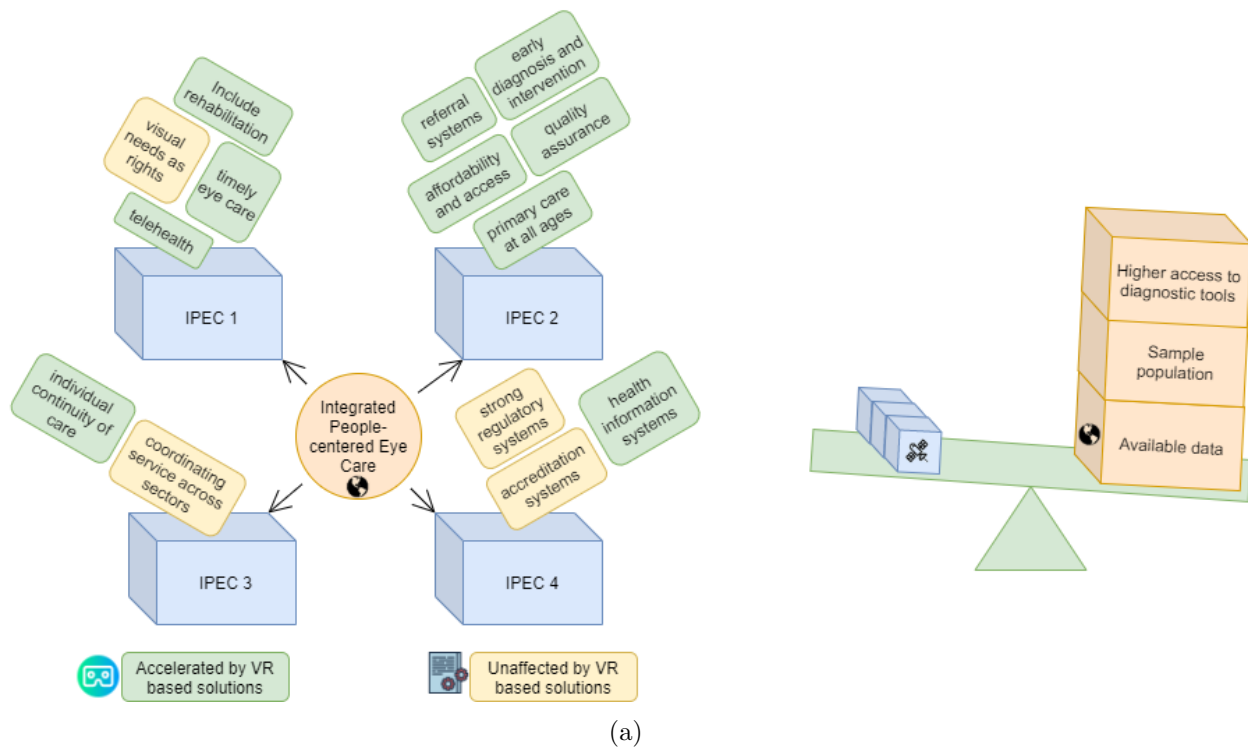 Include
rehabilitation
visual
needs as
rights
timely
eye care
telehealth
IPEC 1
early
diagnosis and
intervention
referral
systems
quality
assurance
affordability
and access
primary care
at all ages
IPEC 2
Integrated
People-
centered Eye
Care
individual
continuity of
care
coordinating
service across
sectors
IPEC 3
strong
regulatory
systems
health
information
systems
accreditation
systems
IPEC 4
Accelerated by VR
based solutions
Unaffected by VR
based solutions
Higher access to
diagnostic tools
Sample
population
Available data
(a)